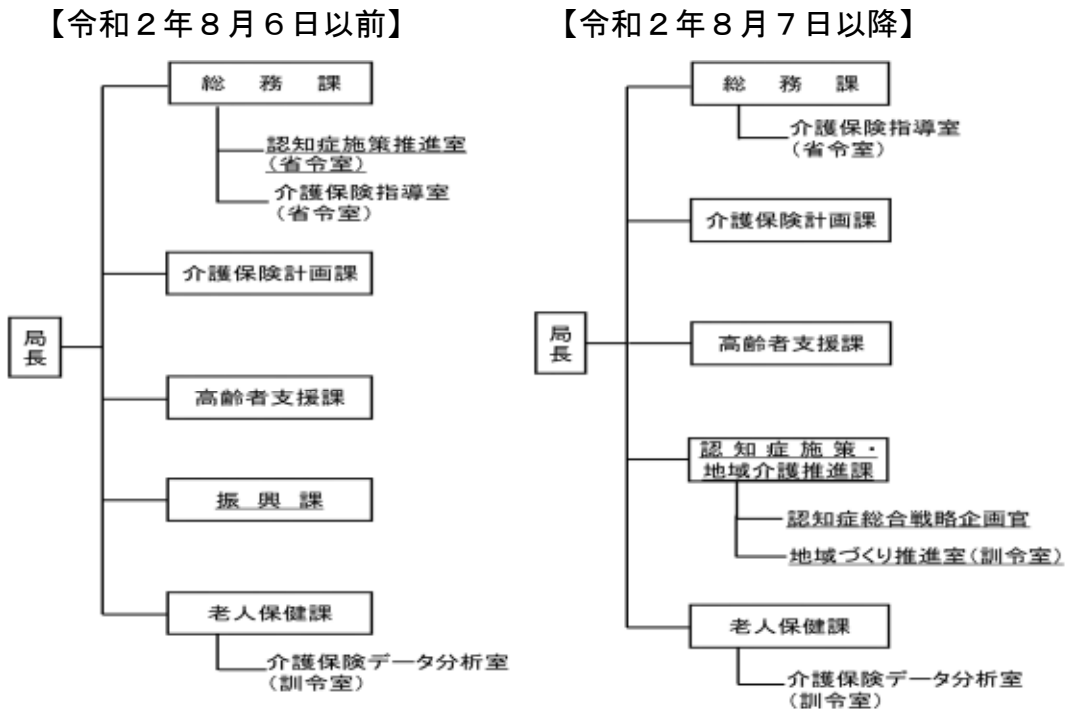 【令和２年８月６日以前】
総務課
認知症施策推進室
(省令室)
介護保険指導室
(省令室)
介護保険計画課
局長
高齢者支援課
振興課
老人保健課
介護保険データ分析室
(訓令室)
【令和２年８月７日以降】
総務課
介護保険指導室
(省令室)
介護保険計画課
局長
高齢者支援課
認知症施策・
地域介護推進課
認知症総合戦略企画官
地域づくり推進室(訓令室)
老人保健課
介護保険データ分析室
(訓令室)